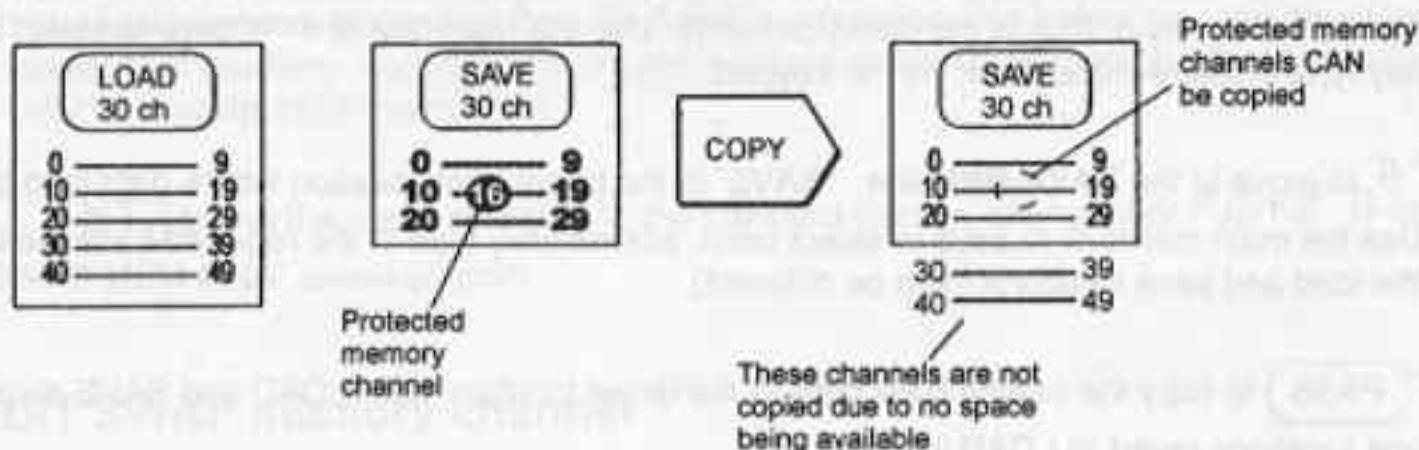 LOAD
30 ch
0 9
10 19
20 29
30 39
40 49
SAVE
30 ch
0 9
10 19
20 29
Protected
memory
channel
COPY
SAVE
30 ch
0 9
10 19
20 29
30 39
40 49
Protected memory
channels CAN
be copied
These channels are not
copied due to no space
being available